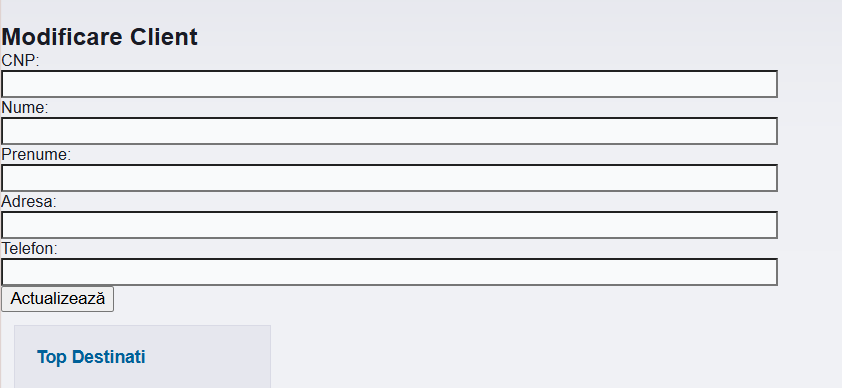 Modificare Client
CNP:
Nume:
Prenume:
Adresa:
Telefon:
Actualizează
Top Destinati